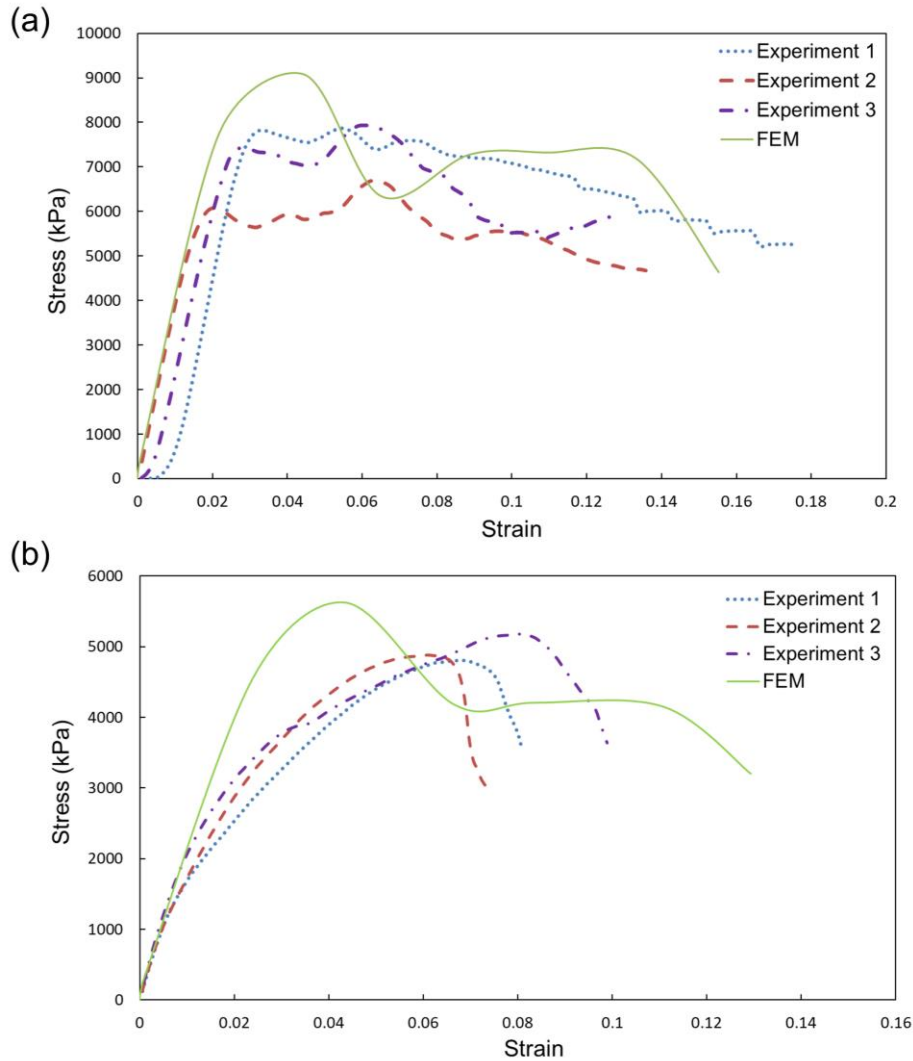 (a)
10000
9000
8000
7000
6000
5000
4000
3000
2000
1000
0
Stress (kPa)
Experiment 1
Experiment 2
Experiment 3
FEM
0 0.02 0.04 0.06 0.08 0.1 0.12 0.14 0.16 0.18 0.2
Strain
(b)
6000
5000
4000
3000
2000
1000
0
Stress (kPa)
Experiment 1
Experiment 2
Experiment 3
FEM
0 0.02 0.04 0.06 0.08 0.1 0.12 0.14 0.16
Strain